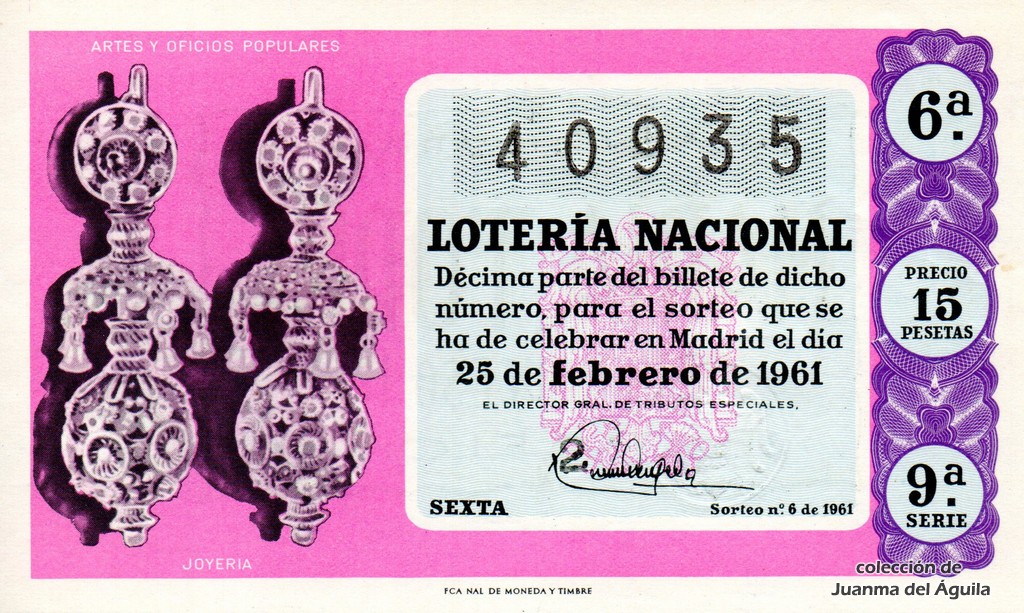 ARTES Y OFICIOS POPULARES
JOYERIA
40935
LOTERÍA NACIONAL
Décima parte del billete de dicho
número, para el sorteo que se
ha de celebrar en Madrid el día
25 de febrero de 1961
EL DIRECTOR GRAL. DE TRIBUTOS ESPECIALES,
2.
SEXTA
Sorteo nº. 6 de 1961
6ª.
PRECIO
15
PESETAS
9ª.
SERIE
FCA NAL DE MONEDA Y TIMBRE
colección de
Juanma del Águila